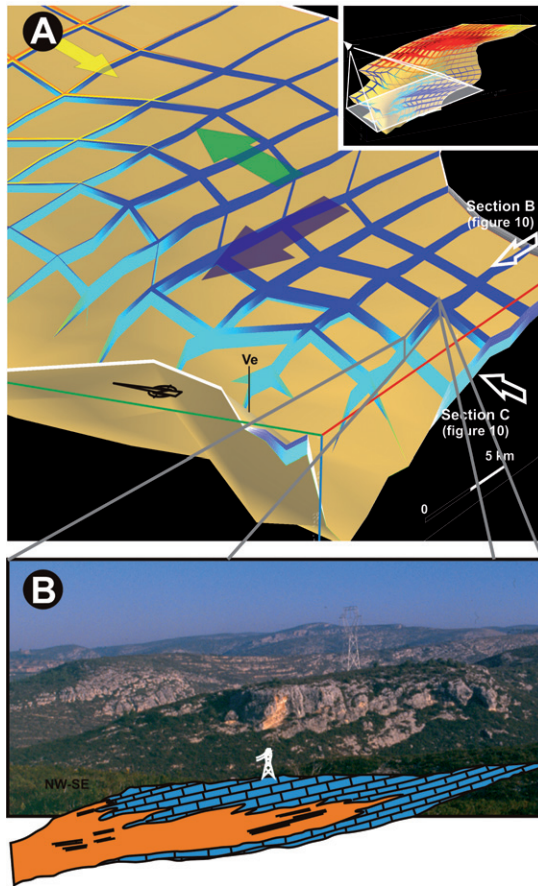 A
Section B
(figure 10)
Ve
Section C
(figure 10)
5 km
0
B
NW-SE